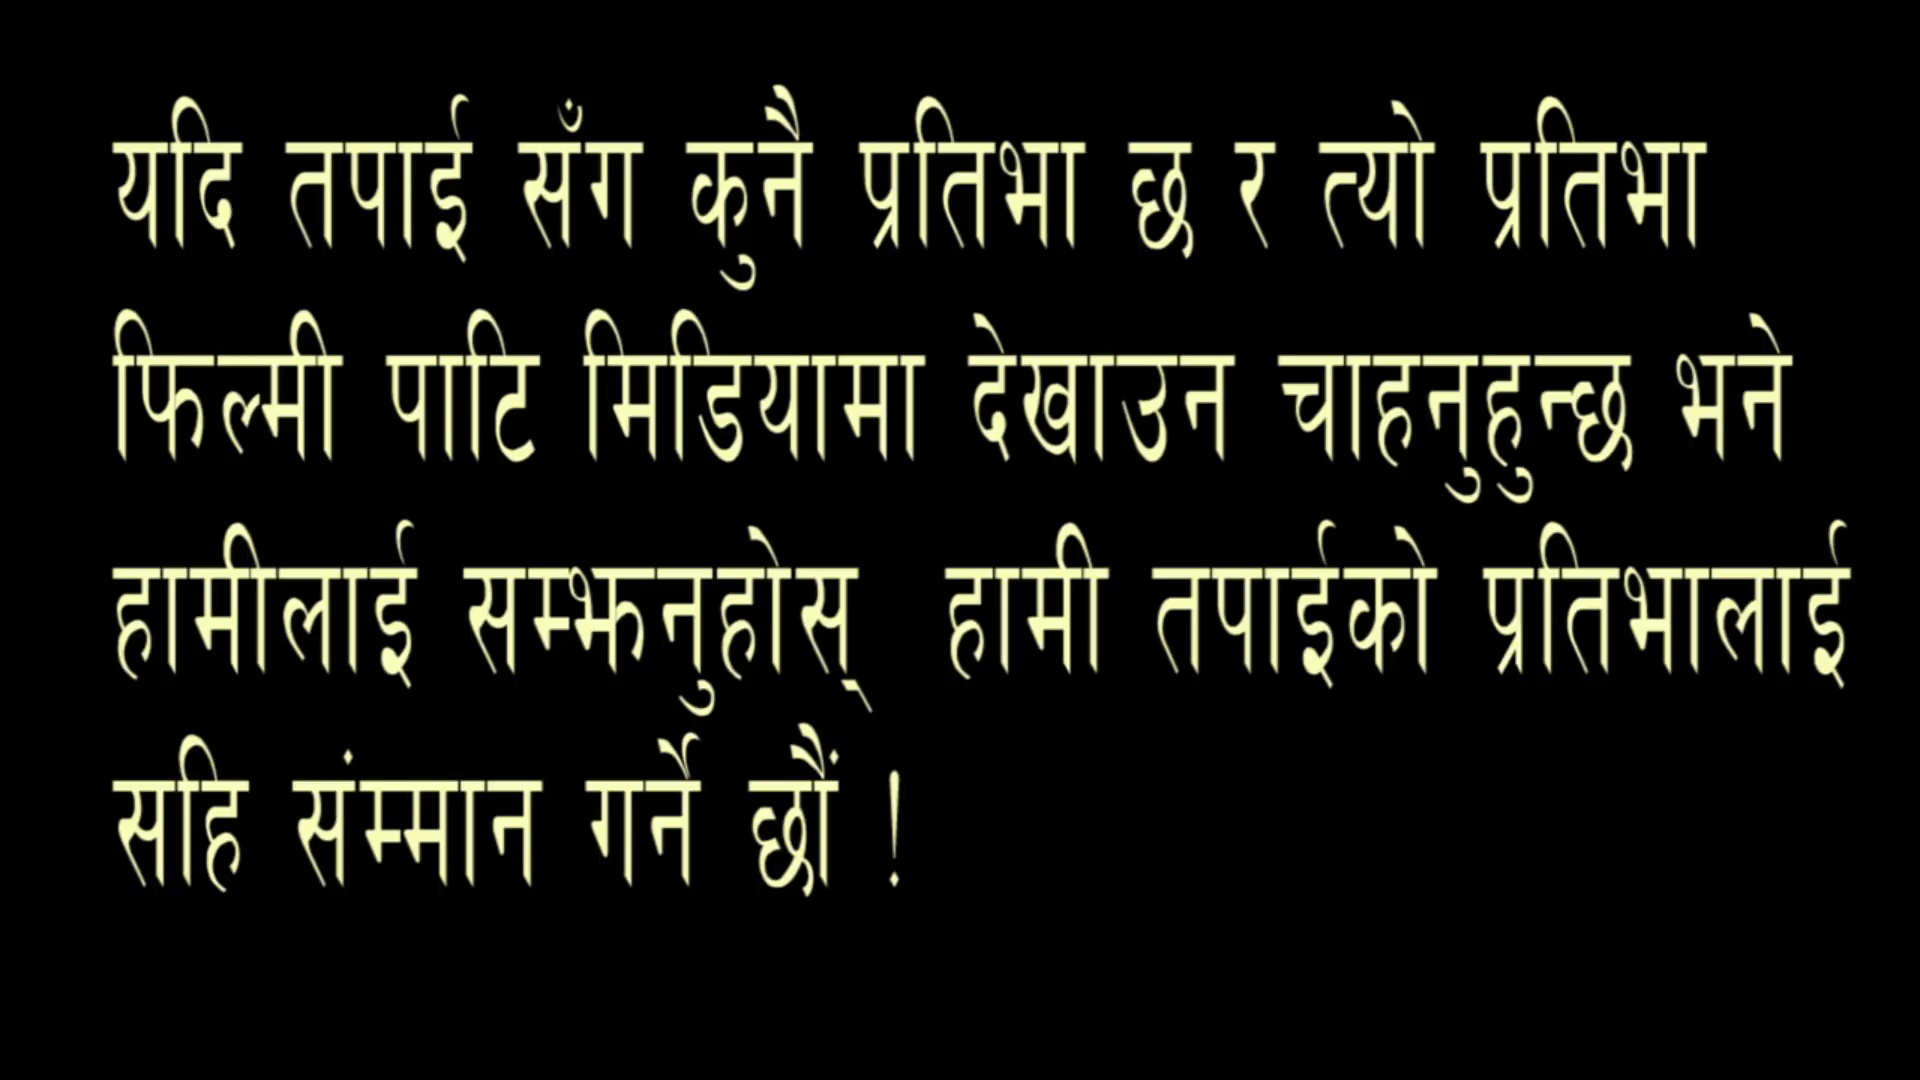 यदि तपाई सँग कुनै प्रतिभा छ र त्यो प्रतिभा
फिल्मी पाटि मिडियामा देखाउन चाहनुहुन्छ भने
हामीलाई सम्झनुहोस् हामी तपाईको प्रतिभालाई
सहि संम्मान गर्ने छौं !